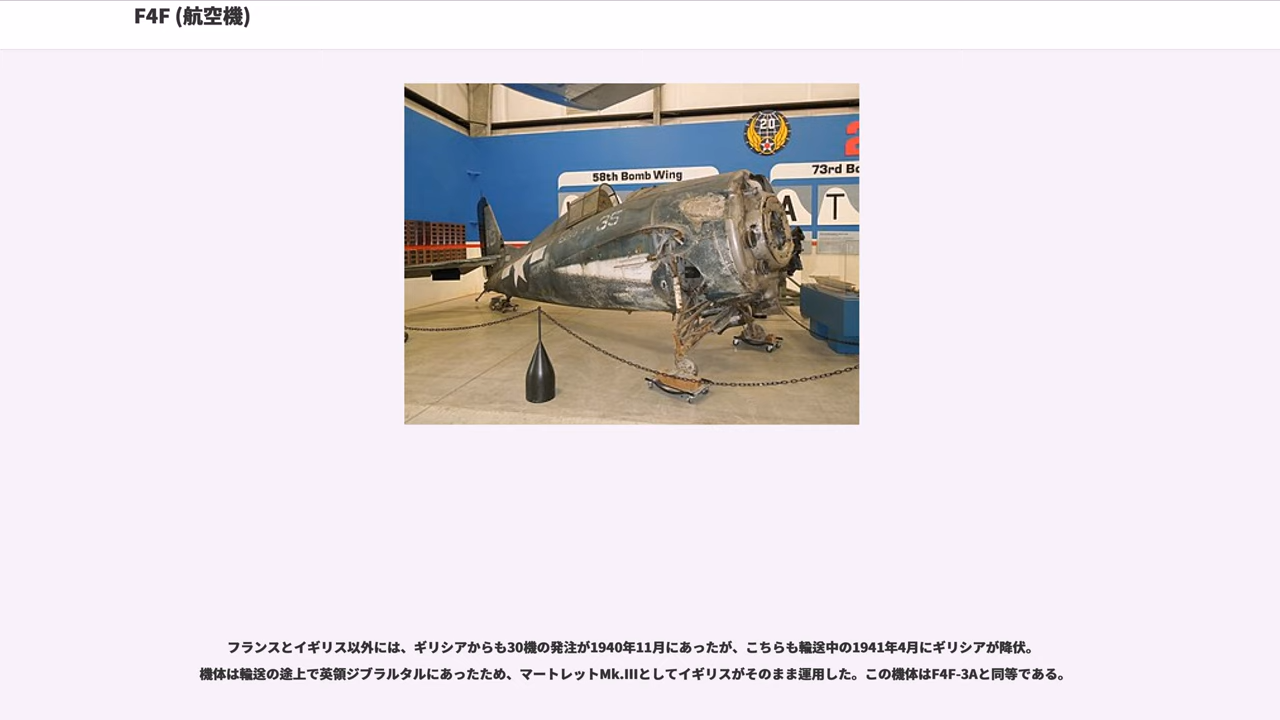 F4F (航空機)
20
2
58th Bomb Wing
73rd Bo
A
T
35
フランスとイギリス以外には、ギリシアからも30機の発注が1940年11月にあったが、こちらも輸送中の1941年4月にギリシアが降伏。
機体は輸送の途上で英領ジブラルタルにあったため、マートレットMk.IIIとしてイギリスがそのまま運用した。この機体はF4F-3Aと同等である。